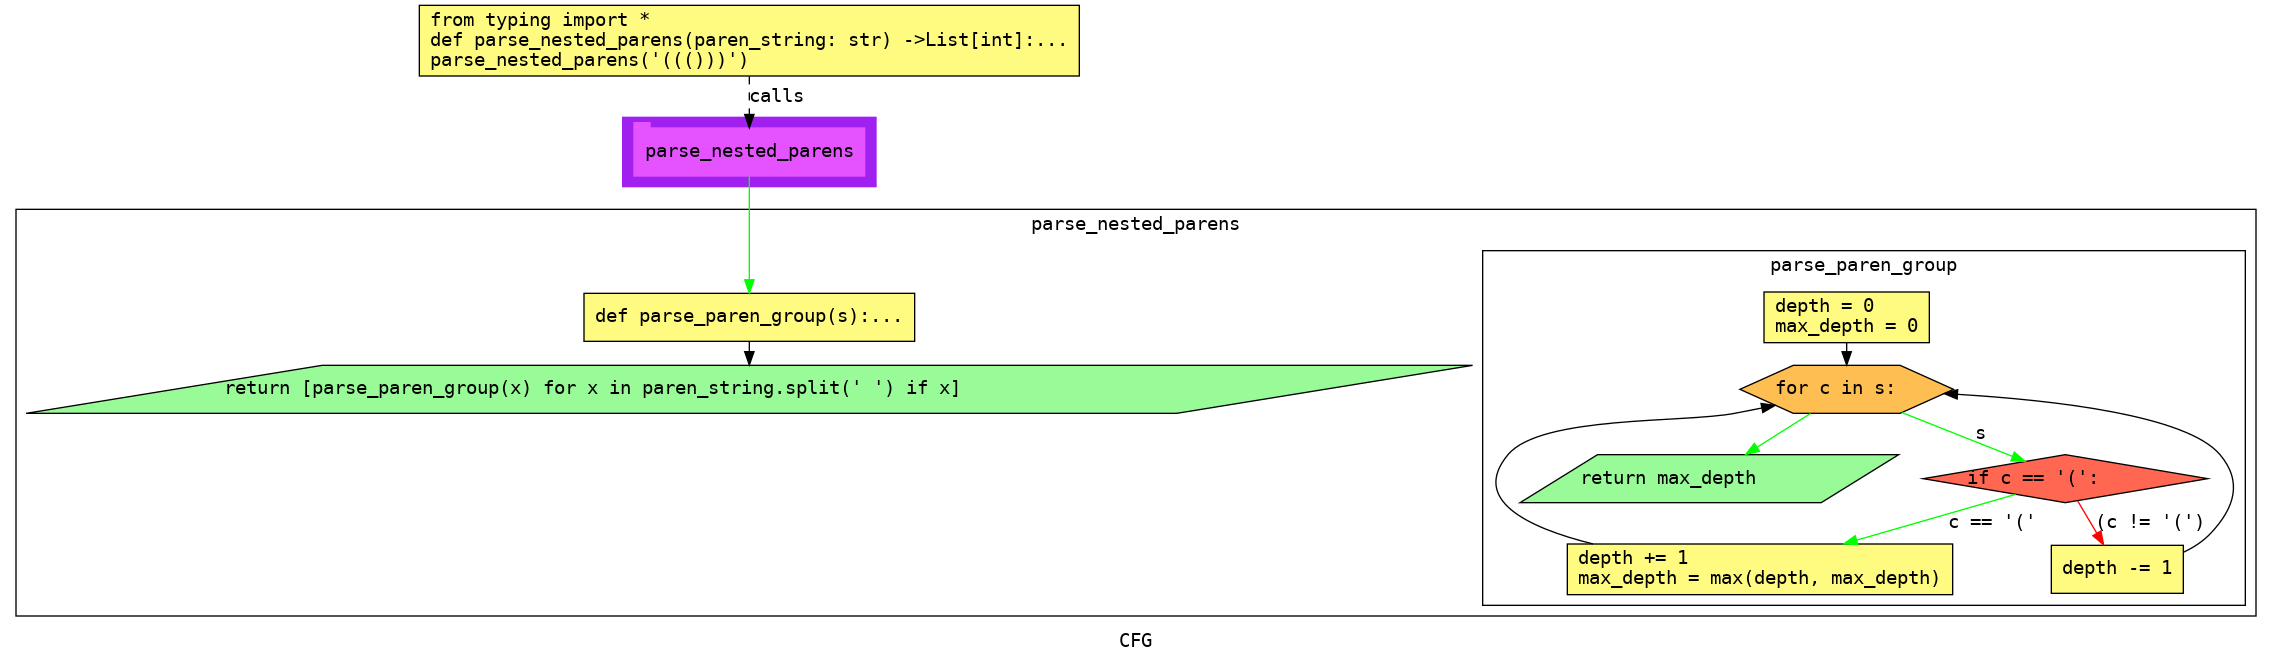 from typing import *
def parse_nested_parens(paren_string: str) ->List[int]:...
parse_nested_parens('((()))')
calls
parse_nested_parens
parse_nested_parens
def parse_paren_group(s):...
return [parse_paren_group(x) for x in paren_string.split(' ') if x]
parse_paren_group
depth = 0
max_depth = 0
for c in s:
s
return max_depth
if c == '(':
c == '('
(c != '(')
depth += 1
max_depth = max(depth, max_depth)
depth -= 1
CFG